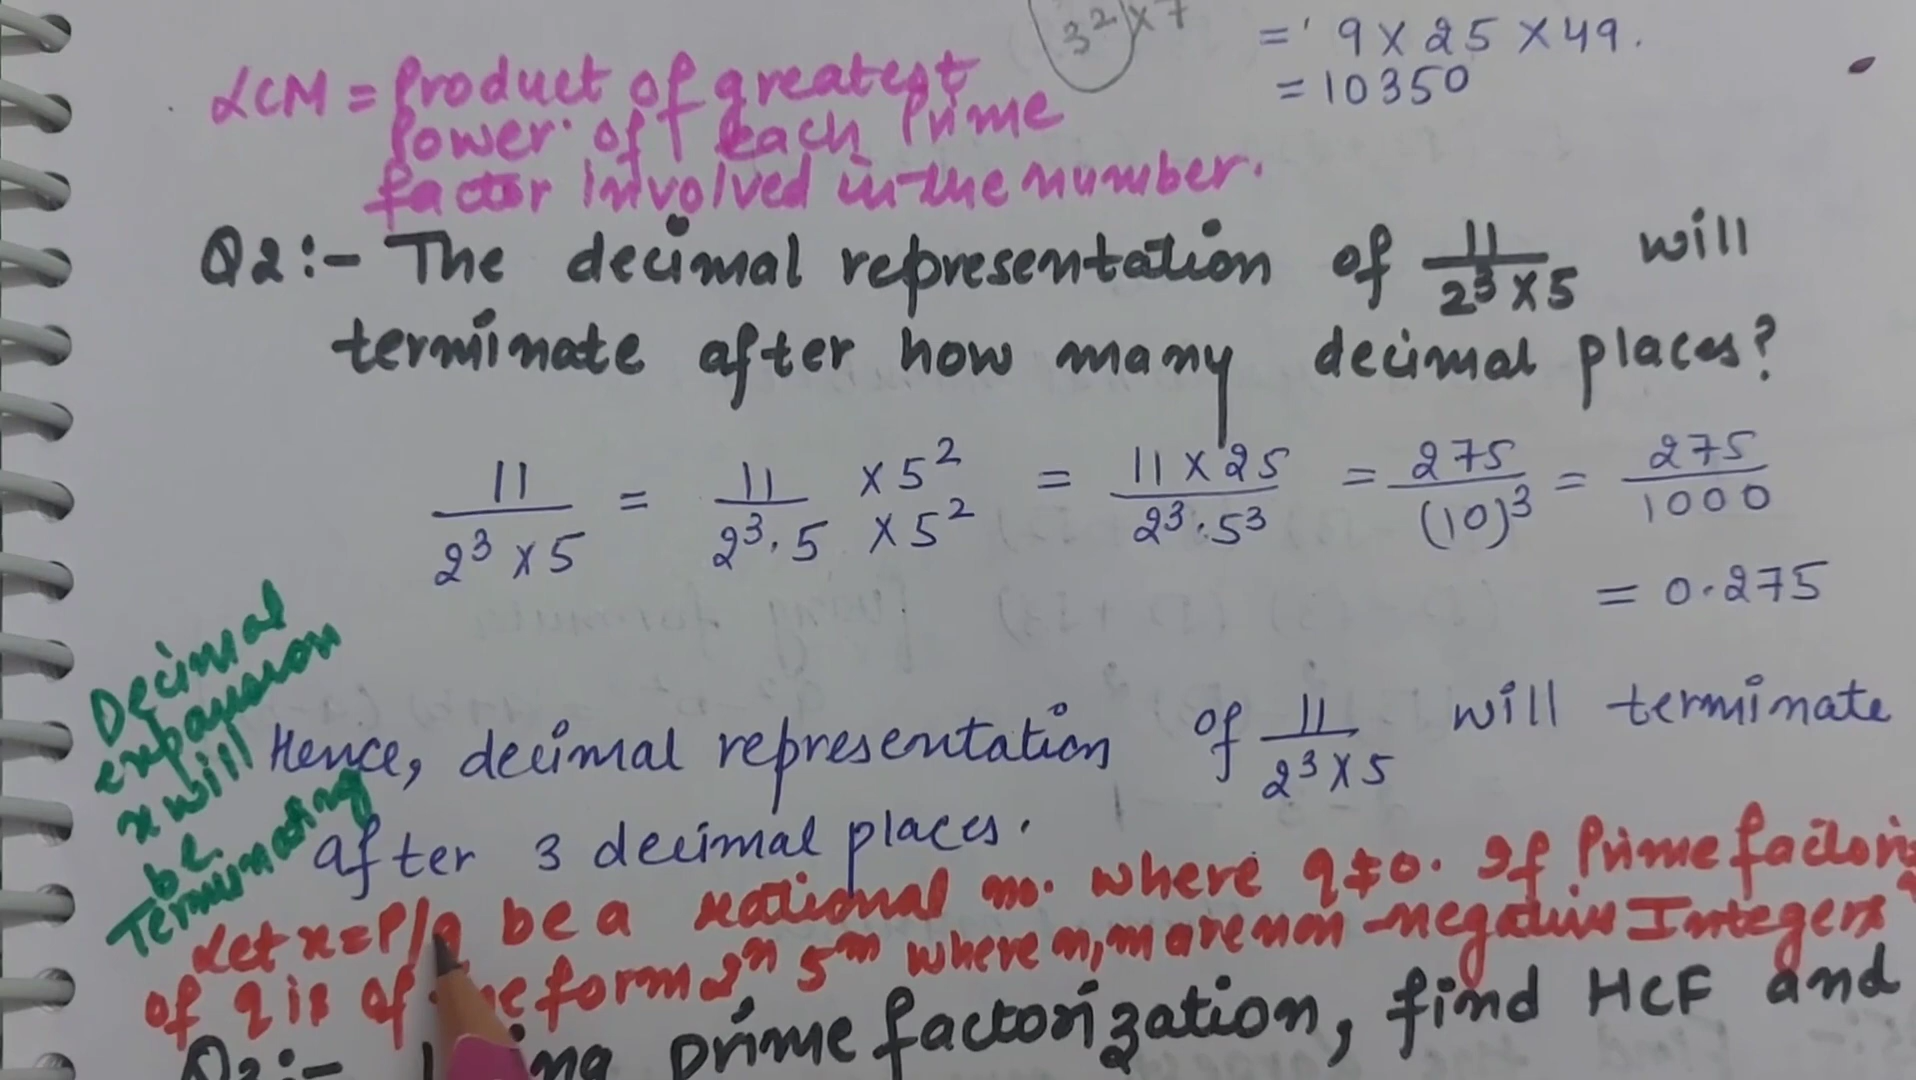 3² × 7
= 9 × 25 × 49.
= 10350
LCM = Product of greatest
Power of each Prime
factor involved in the number.
Q2:- The decimal representation of 11/2³×5 will
terminate after how many decimal places?
11/2³×5 = 11/2³·5 ×5²/×5² = 11×25/2³·5³ = 275/(10)³ = 275/1000
= 0.275
Decimal
expansion
x will
be
Terminating
Hence, decimal representation of 11/2³×5 will terminate
after 3 decimal places.
Let x = P/q be a rational no. where q≠0. If Prime
of q is of form 2ⁿ 5ᵐ where n, m are non-negative Integers
prime factorization, find HCF and